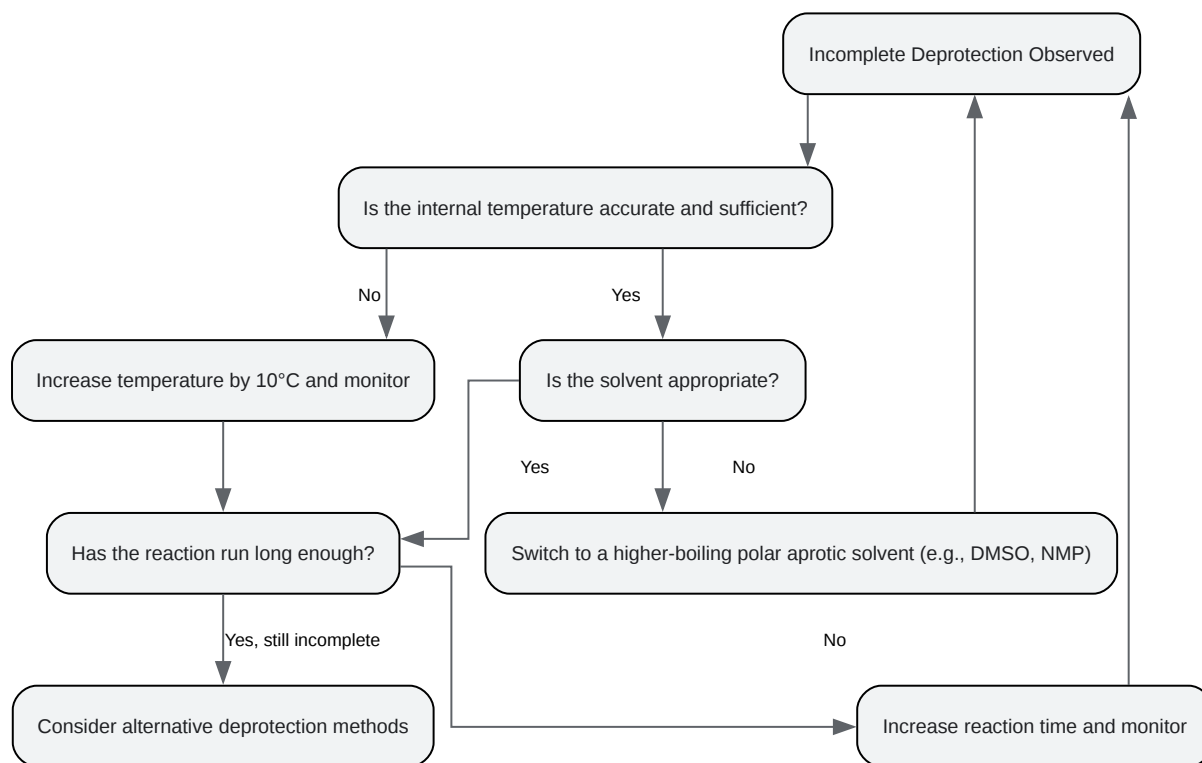 Incomplete Deprotection Observed
Is the internal temperature accurate and sufficient?
No
Yes
Increase temperature by 10°C and monitor
Is the solvent appropriate?
Yes
No
Has the reaction run long enough?
Switch to a higher-boiling polar aprotic solvent (e.g., DMSO, NMP)
Yes, still incomplete
No
Consider alternative deprotection methods
Increase reaction time and monitor